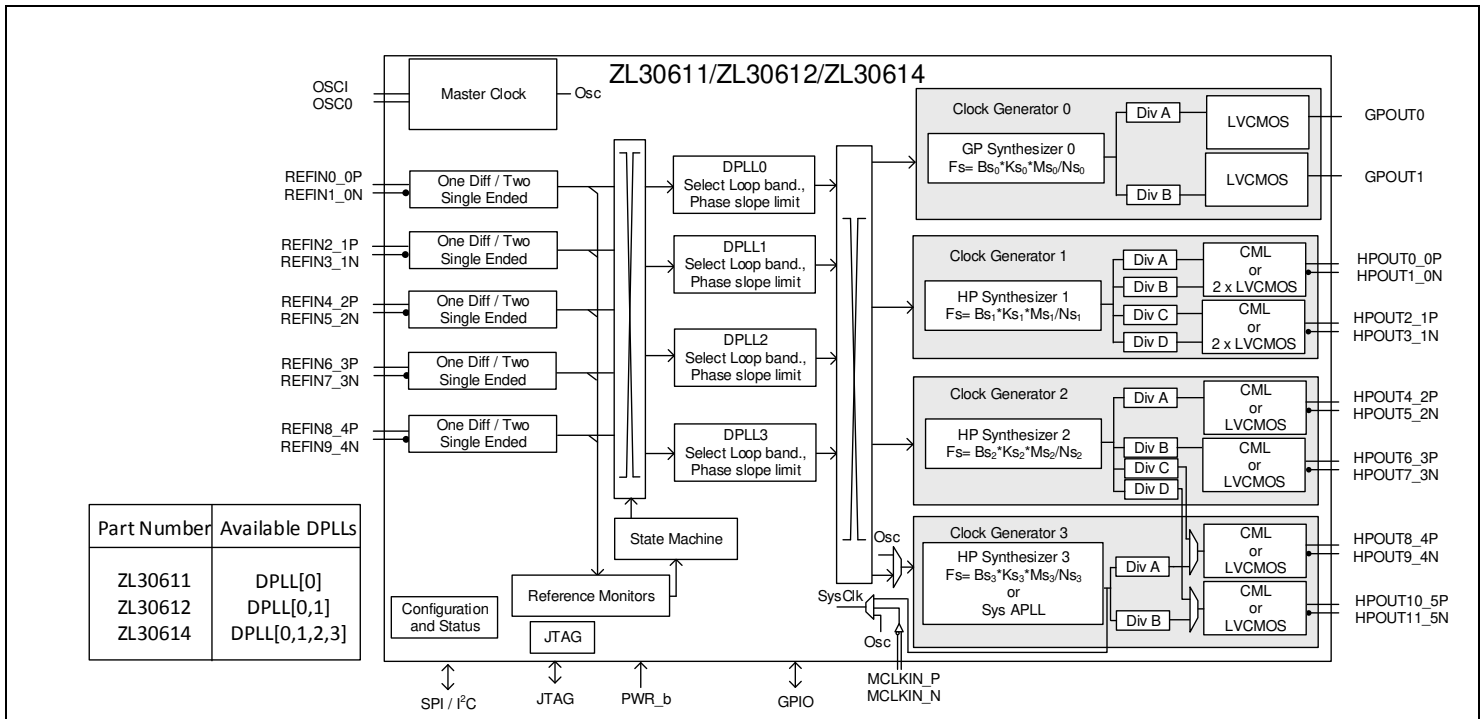 ZL30611/ZL30612/ZL30614
OSCI
OSC0
Master Clock
Osc
REFIN0_0P
REFIN1_0N
One Diff / Two
Single Ended
REFIN2_1P
REFIN3_1N
One Diff / Two
Single Ended
REFIN4_2P
REFIN5_2N
One Diff / Two
Single Ended
REFIN6_3P
REFIN7_3N
One Diff / Two
Single Ended
REFIN8_4P
REFIN9_4N
One Diff / Two
Single Ended
DPLL0
Select Loop band.,
Phase slope limit
DPLL1
Select Loop band.,
Phase slope limit
DPLL2
Select Loop band.,
Phase slope limit
DPLL3
Select Loop band.,
Phase slope limit
State Machine
Reference Monitors
Configuration
and Status
JTAG
Clock Generator 0
GP Synthesizer 0
Fs= Bs₀*Ks₀*Ms₀/Ns₀
Div A
Div B
LVCMOS
LVCMOS
GPOUT0
GPOUT1
Clock Generator 1
HP Synthesizer 1
Fs= Bs₁*Ks₁*Ms₁/Ns₁
Div A
Div B
Div C
Div D
CML
or
2 x LVCMOS
CML
or
2 x LVCMOS
HPOUT0_0P
HPOUT1_0N
HPOUT2_1P
HPOUT3_1N
Clock Generator 2
HP Synthesizer 2
Fs= Bs₂*Ks₂*Ms₂/Ns₂
Div A
Div B
Div C
Div D
CML
or
LVCMOS
CML
or
LVCMOS
HPOUT4_2P
HPOUT5_2N
HPOUT6_3P
HPOUT7_3N
Clock Generator 3
HP Synthesizer 3
Fs= Bs₃*Ks₃*Ms₃/Ns₃
or
Sys APLL
Osc
SysClk
Osc
Div A
Div B
CML
or
LVCMOS
CML
or
LVCMOS
HPOUT8_4P
HPOUT9_4N
HPOUT10_5P
HPOUT11_5N
Part Number Available DPLLs
ZL30611 DPLL[0]
ZL30612 DPLL[0,1]
ZL30614 DPLL[0,1,2,3]
SPI / I²C
JTAG
PWR_b
GPIO
MCLKIN_P
MCLKIN_N